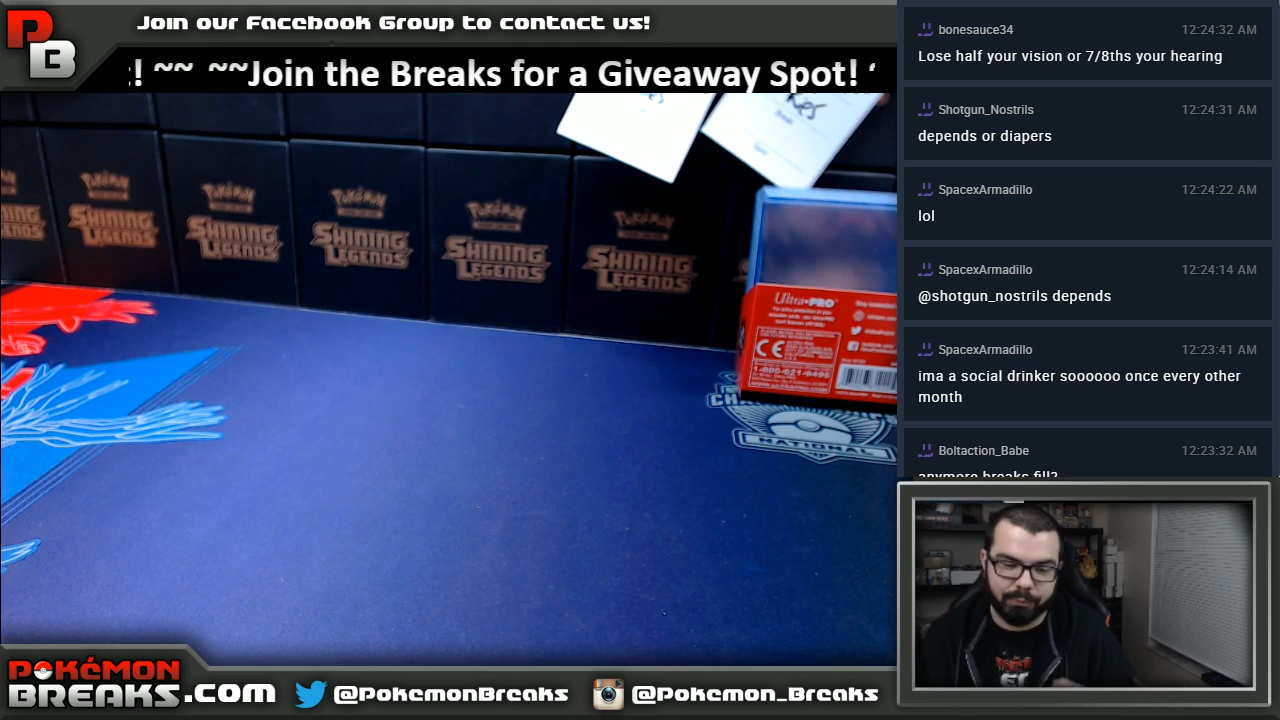 PB
Join our Facebook Group to contact us!
! ~~ ~~Join the Breaks for a Giveaway Spot!
bonesauce34 12:24:32 AM
Lose half your vision or 7/8ths your hearing
Shotgun_Nostrils 12:24:31 AM
depends or diapers
SpacexArmadillo 12:24:22 AM
lol
SpacexArmadillo 12:24:14 AM
@shotgun_nostrils depends
SpacexArmadillo 12:23:41 AM
ima a social drinker soooooo once every other
month
Boltaction_Babe 12:23:32 AM
anymore breaks fill?
Pokémon
Shining
Legends
Pokémon
Shining
Legends
Pokémon
Shining
Legends
Pokémon
Shining
Legends
Pokémon
Shining
Legends
Ultra•PRO
CE
1-800-621-9495
NATIONAL
POKéMON
BREAKS.com
@PokemonBreaks
@Pokemon_Breaks